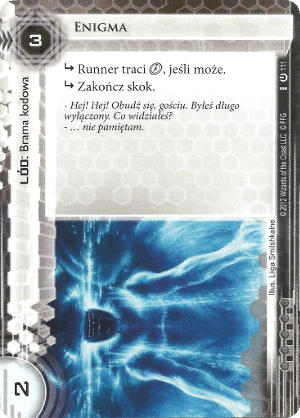 3
ENIGMA
↳ Runner traci, jeśli może.
↳ Zakończ skok.
- Hej! Hej! Obudź się, gościu. Byłeś długo
wyłączony. Co widziałeś?
- … nie pamiętam.
LÓD: Brama kodowa
111
© 2012 Wizards of the Coast LLC. © FFG
Illus. Liiga Smilshkalne
2